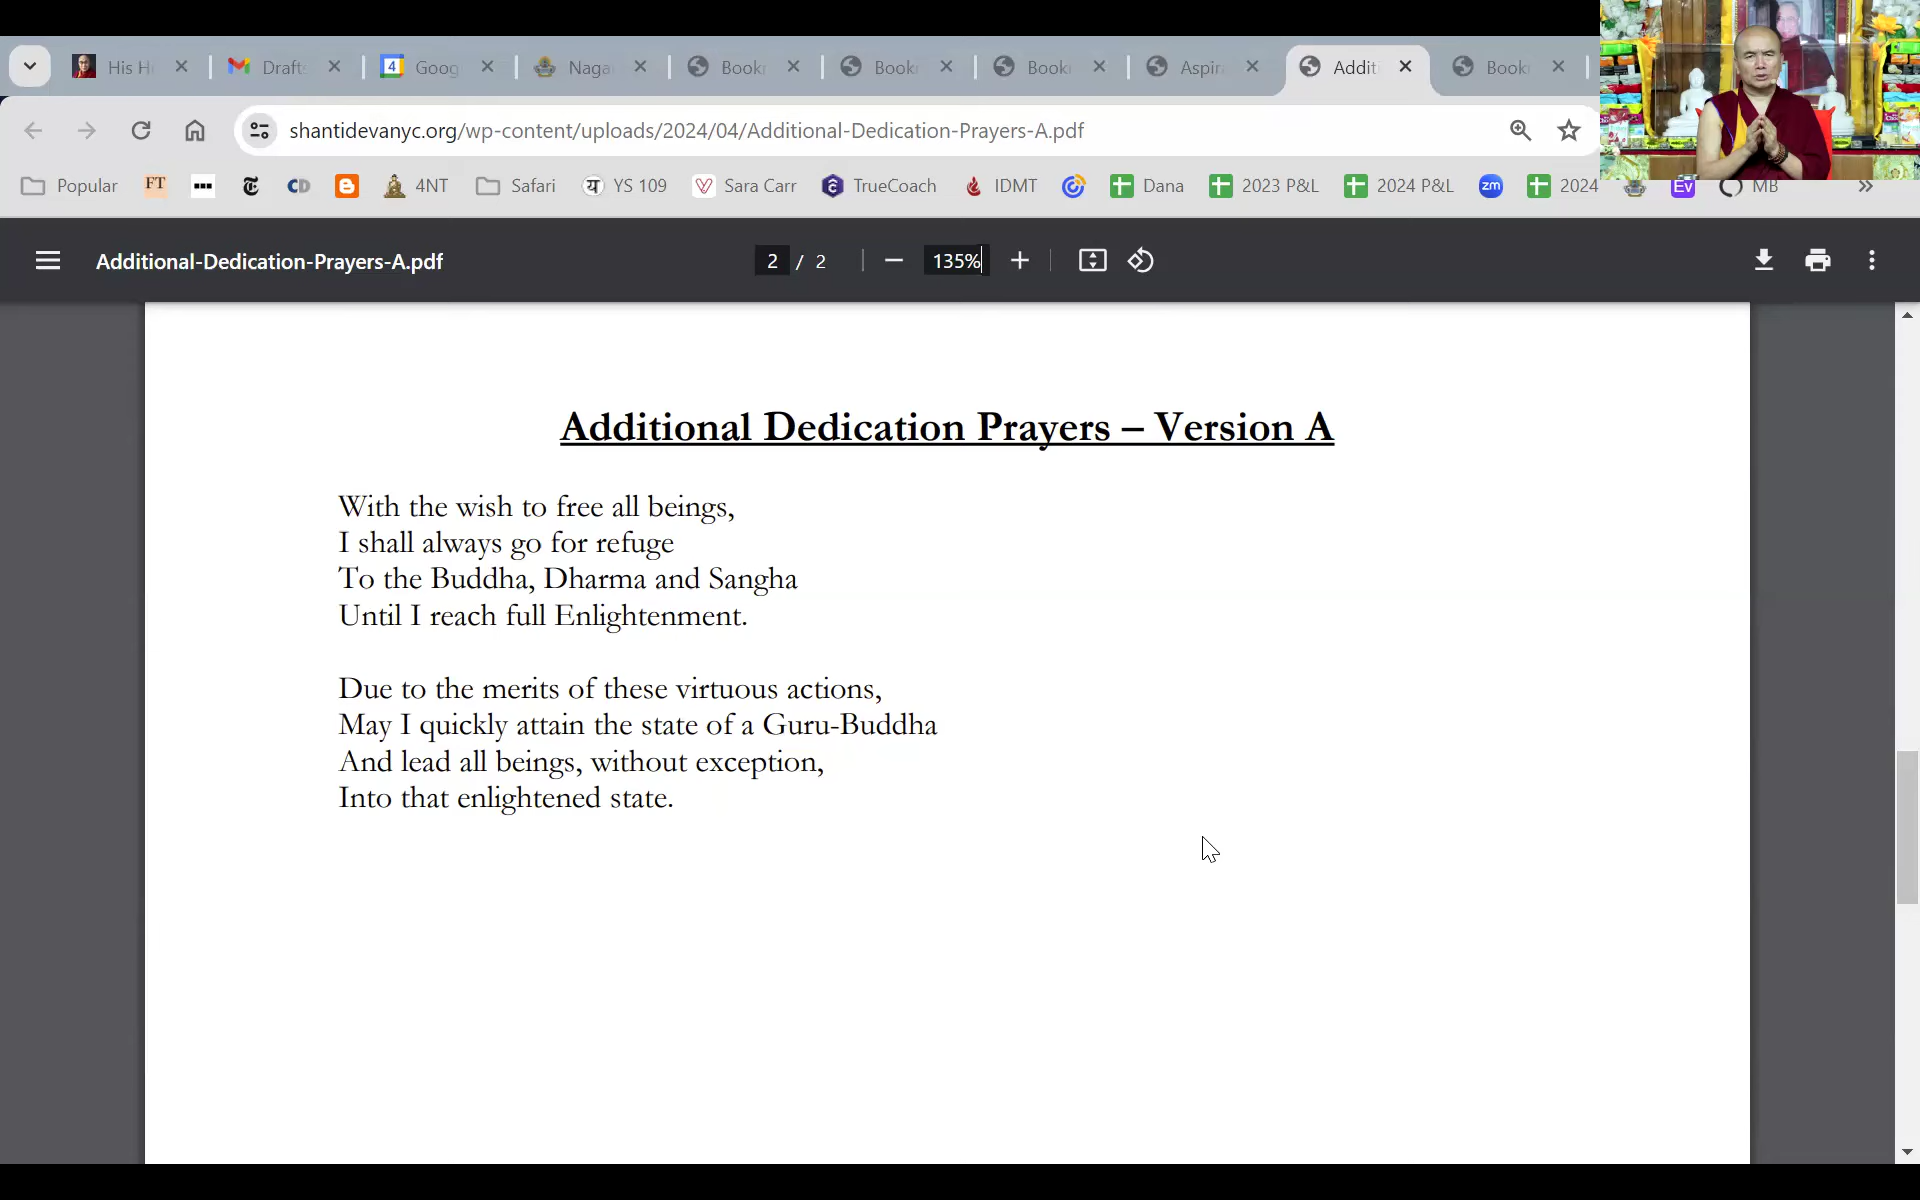 His H
Draft
4
Goog
Naga
Book
Book
Book
Aspir
Additi
Book
shantidevanyc.org/wp-content/uploads/2024/04/Additional-Dedication-Prayers-A.pdf
Popular
FT
4NT
Safari
य YS 109
Sara Carr
TrueCoach
IDMT
Dana
2023 P&L
2024 P&L
zm
2024
Ev
MB
Additional-Dedication-Prayers-A.pdf
2 / 2
135%
Additional Dedication Prayers – Version A
With the wish to free all beings,
I shall always go for refuge
To the Buddha, Dharma and Sangha
Until I reach full Enlightenment.
Due to the merits of these virtuous actions,
May I quickly attain the state of a Guru-Buddha
And lead all beings, without exception,
Into that enlightened state.